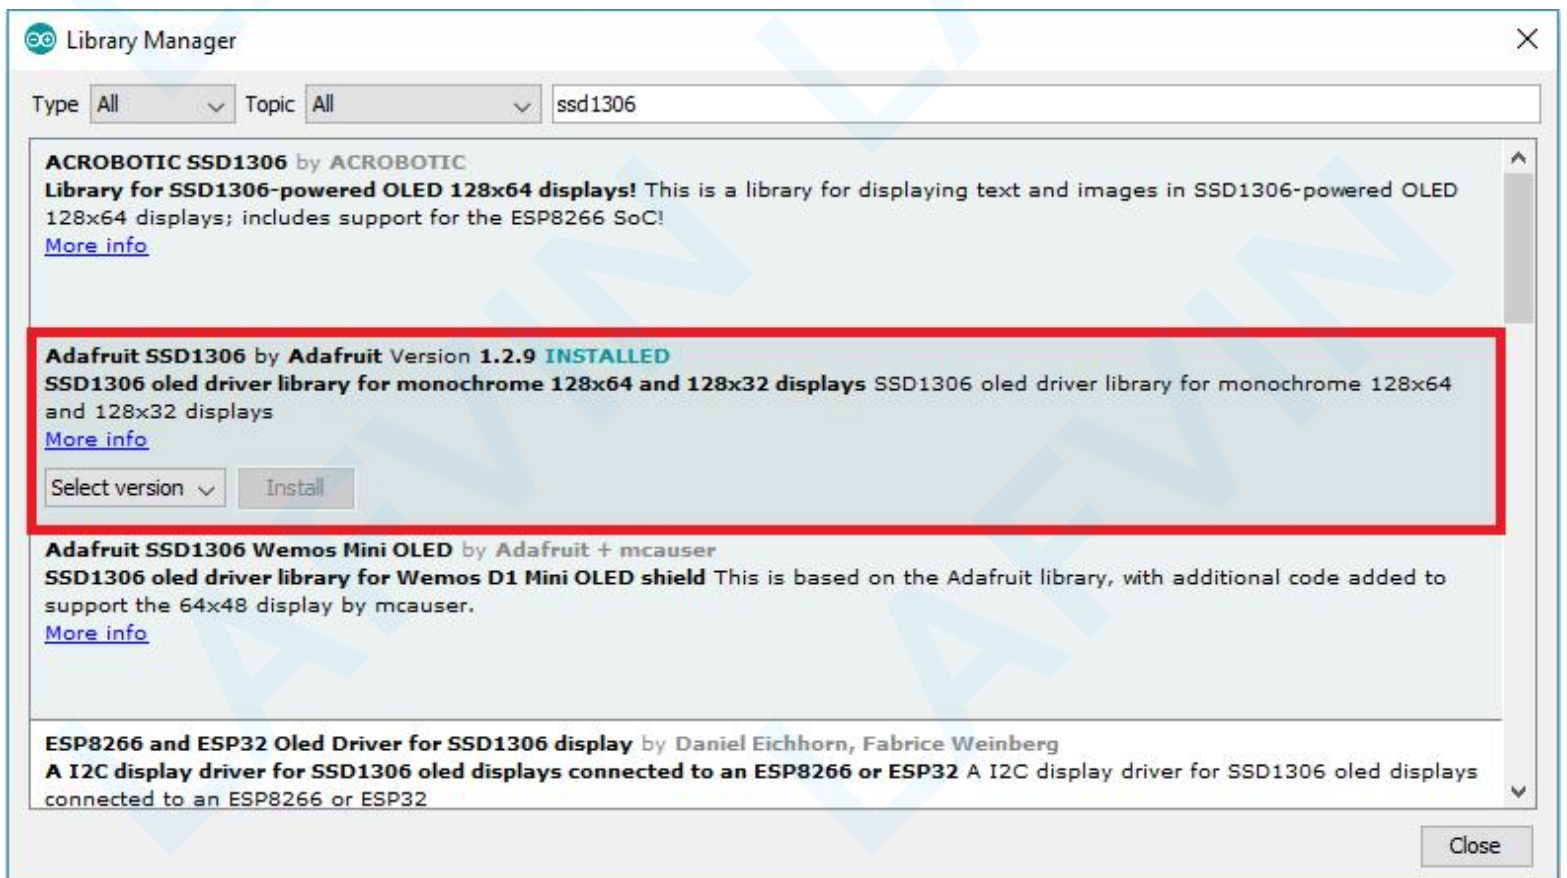 Library Manager
Type All Topic All ssd1306
ACROBOTIC SSD1306 by ACROBOTIC
Library for SSD1306-powered OLED 128x64 displays! This is a library for displaying text and images in SSD1306-powered OLED
128x64 displays; includes support for the ESP8266 SoC!
More info
Adafruit SSD1306 by Adafruit Version 1.2.9 INSTALLED
SSD1306 oled driver library for monochrome 128x64 and 128x32 displays SSD1306 oled driver library for monochrome 128x64
and 128x32 displays
More info
Select version Install
Adafruit SSD1306 Wemos Mini OLED by Adafruit + mcauser
SSD1306 oled driver library for Wemos D1 Mini OLED shield This is based on the Adafruit library, with additional code added to
support the 64x48 display by mcauser.
More info
ESP8266 and ESP32 Oled Driver for SSD1306 display by Daniel Eichhorn, Fabrice Weinberg
A I2C display driver for SSD1306 oled displays connected to an ESP8266 or ESP32 A I2C display driver for SSD1306 oled displays
connected to an ESP8266 or ESP32
Close
LAFVIN
LAFVIN